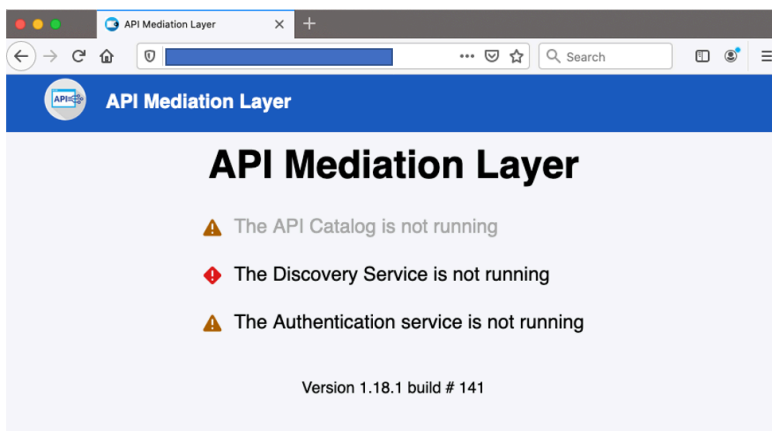 API Mediation Layer
Search
API
API Mediation Layer
API Mediation Layer
The API Catalog is not running
The Discovery Service is not running
The Authentication service is not running
Version 1.18.1 build # 141